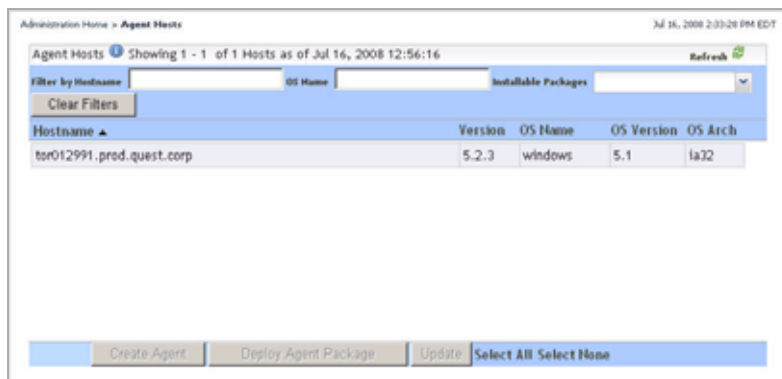 Administration Home > Agent Hosts Jul 16, 2008 2:33:28 PM EDT
Agent Hosts Showing 1 - 1 of 1 Hosts as of Jul 16, 2008 12:56:16 Refresh
Filter by Hostname OS Name Installable Packages
Clear Filters
Hostname Version OS Name OS Version OS Arch
tor012991.prod.quest.corp 5.2.3 windows 5.1 ia32
Create Agent Deploy Agent Package Update Select All Select None